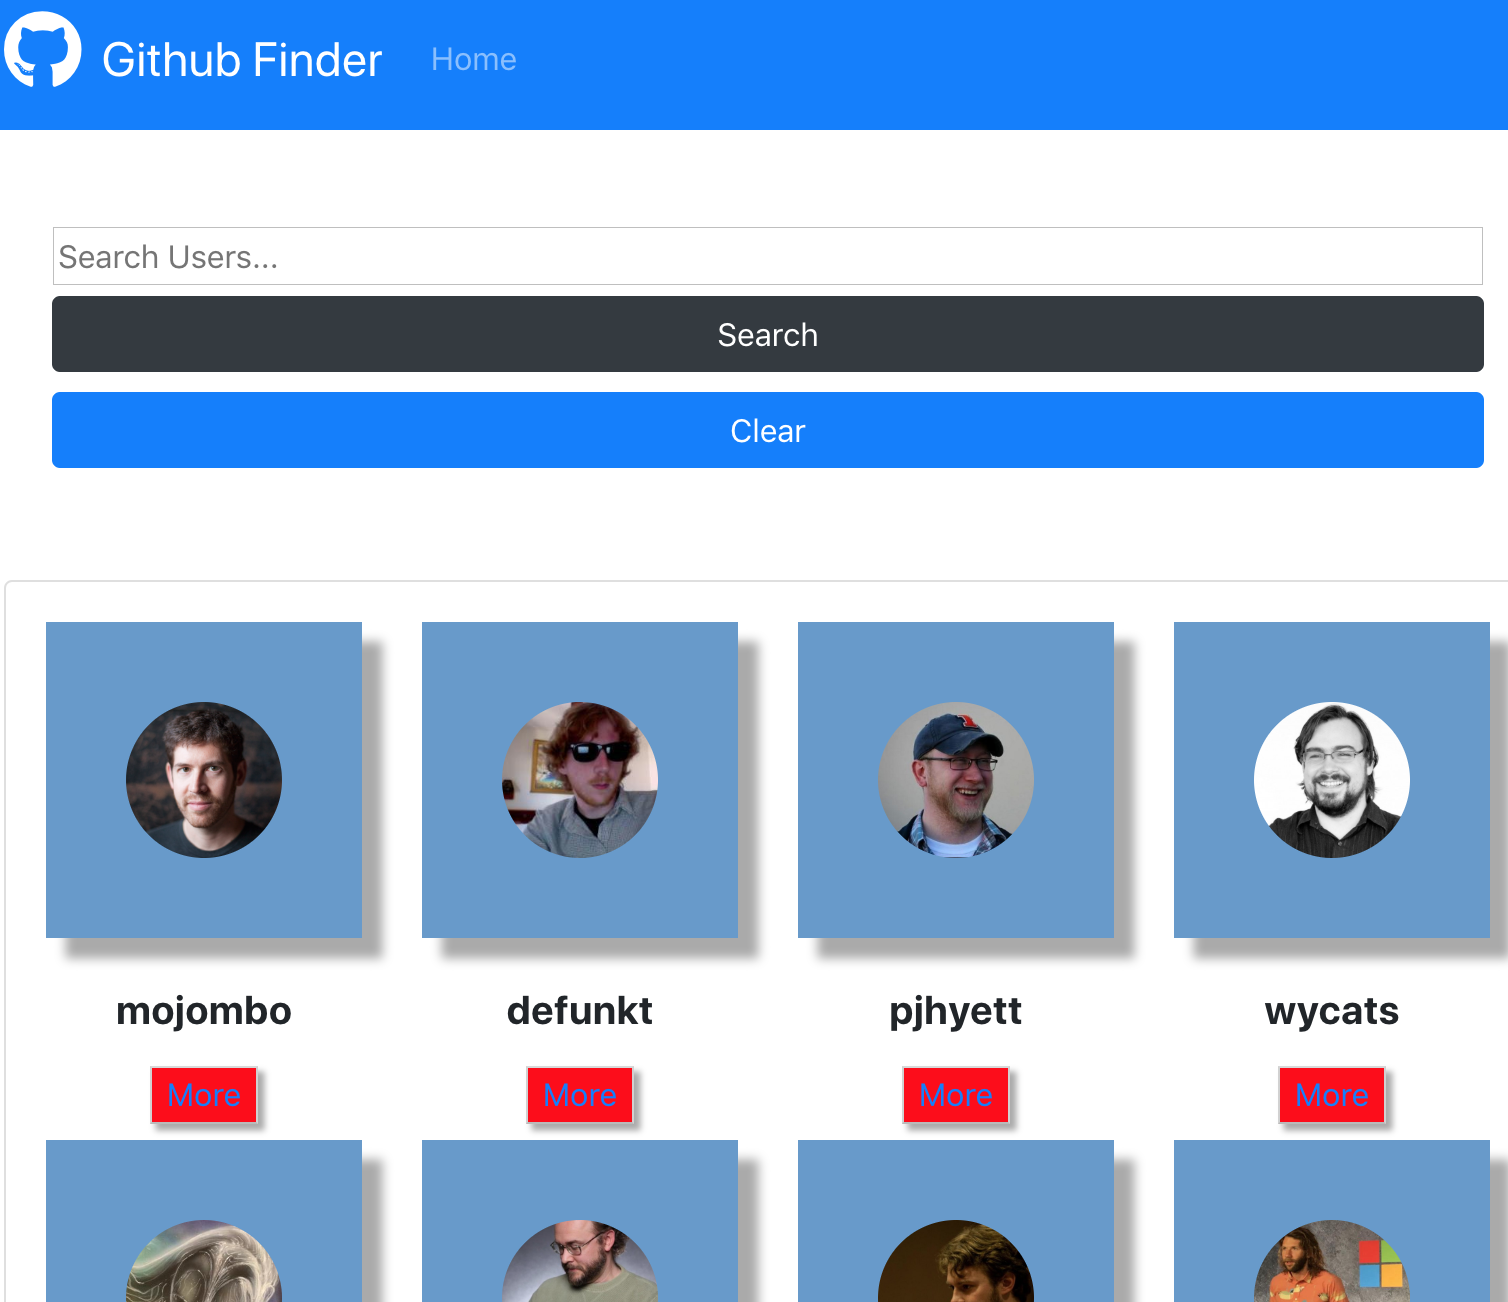 Github Finder Home
Search Users...
Search
Clear
mojombo defunkt pjhyett wycats
More More More More